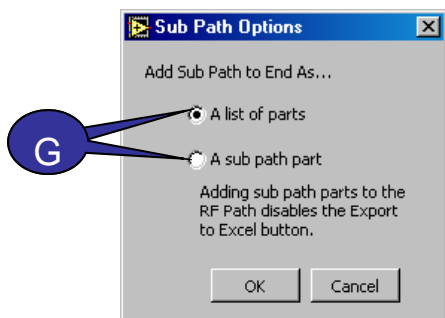 Sub Path Options
Add Sub Path to End As...
A list of parts
G
A sub path part
Adding sub path parts to the
RF Path disables the Export
to Excel button.
OK Cancel